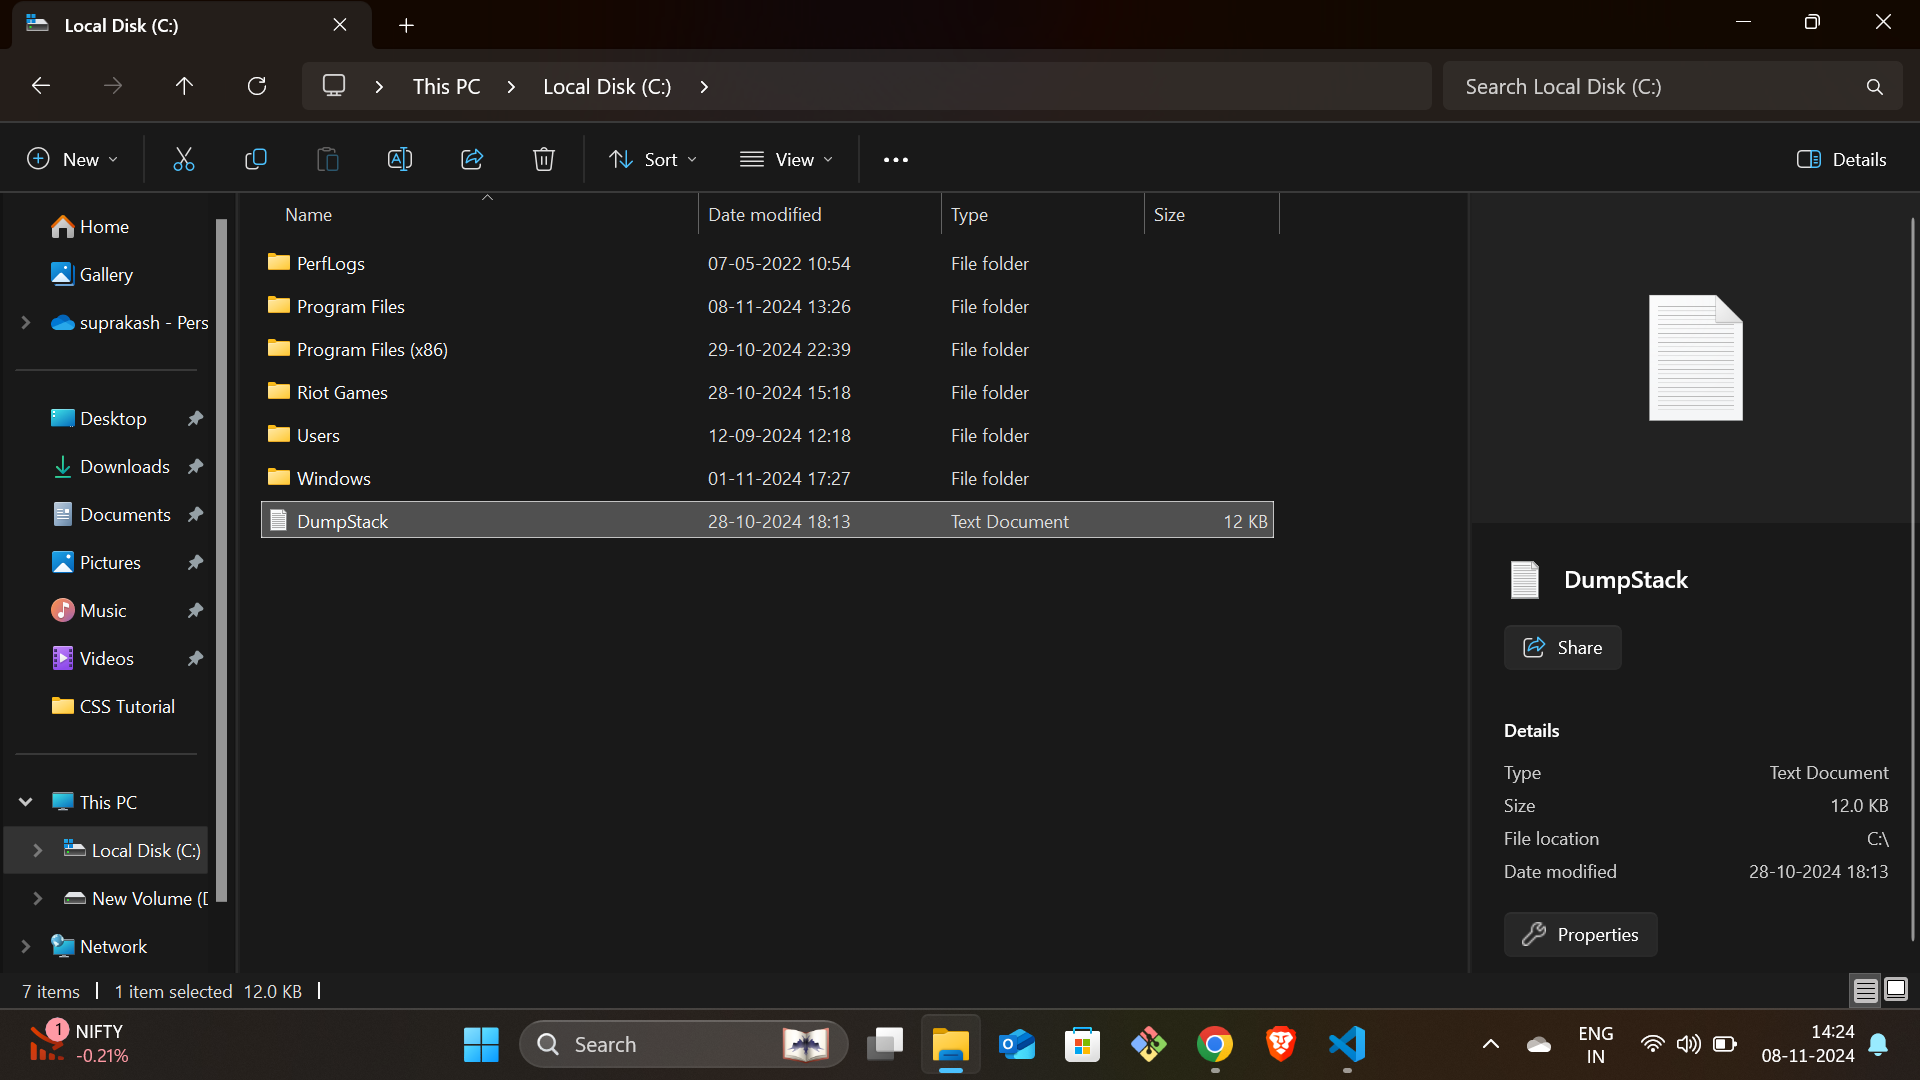 Local Disk (C:)
This PC
Local Disk (C:)
Search Local Disk (C:)
New
Sort
View
Details
Name
Date modified
Type
Size
Home
Gallery
suprakash - Pers
Desktop
Downloads
Documents
Pictures
Music
Videos
CSS Tutorial
This PC
Local Disk (C:)
New Volume (D
Network
PerfLogs 07-05-2022 10:54 File folder
Program Files 08-11-2024 13:26 File folder
Program Files (x86) 29-10-2024 22:39 File folder
Riot Games 28-10-2024 15:18 File folder
Users 12-09-2024 12:18 File folder
Windows 01-11-2024 17:27 File folder
DumpStack 28-10-2024 18:13 Text Document 12 KB
DumpStack
Share
Details
Type Text Document
Size 12.0 KB
File location C:\
Date modified 28-10-2024 18:13
Properties
7 items
1 item selected 12.0 KB
1
NIFTY
-0.21%
Search
ENG
IN
14:24
08-11-2024